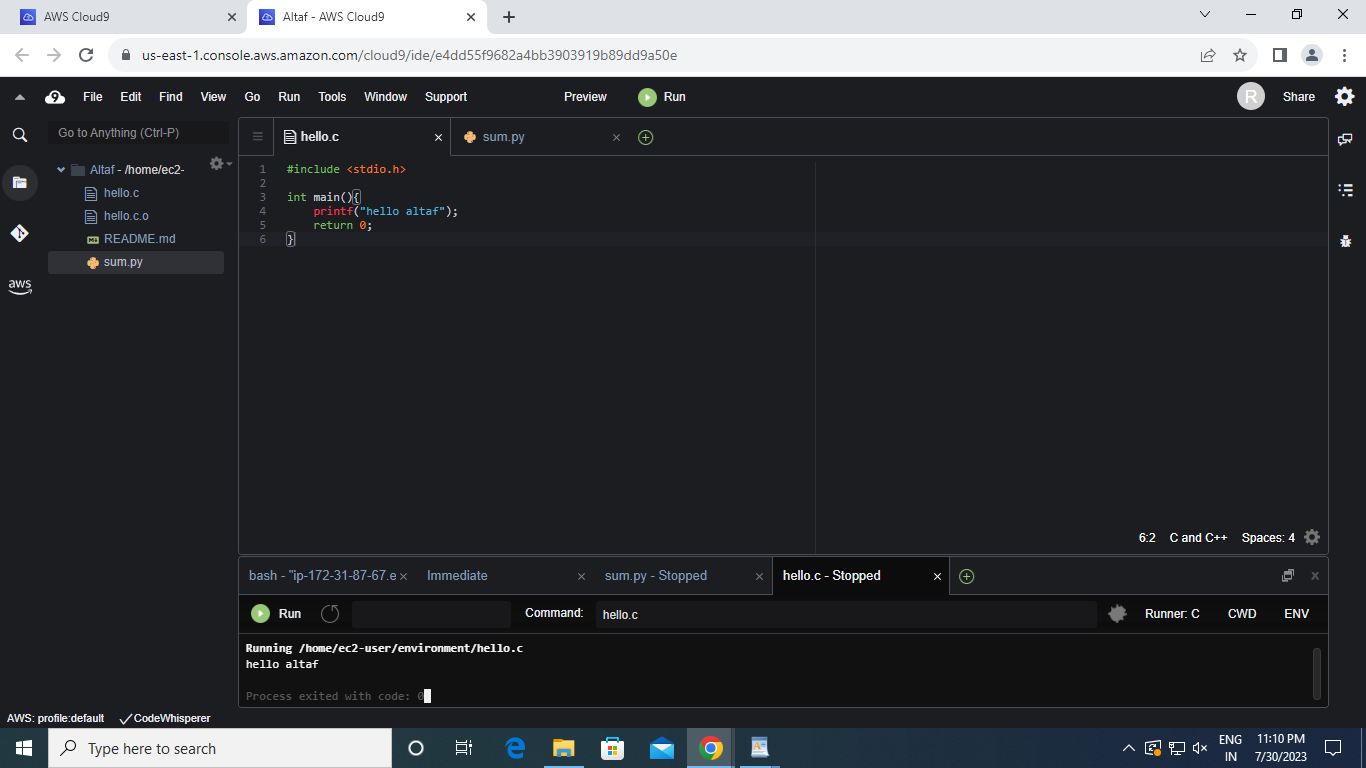 AWS Cloud9
Altaf - AWS Cloud9
us-east-1.console.aws.amazon.com/cloud9/ide/e4dd55f9682a4bb3903919b89dd9a50e
9 File Edit Find View Go Run Tools Window Support Preview Run R Share
Go to Anything (Ctrl-P)
Altaf - /home/ec2-
hello.c
hello.c.o
README.md
sum.py
aws
hello.c
sum.py
1 #include <stdio.h>
2
3 int main(){
4 printf("hello altaf");
5 return 0;
6 }
6:2 C and C++ Spaces: 4
bash - "ip-172-31-87-67.e
Immediate
sum.py - Stopped
hello.c - Stopped
Run Command: hello.c Runner: C CWD ENV
Running /home/ec2-user/environment/hello.c
hello altaf
Process exited with code: 0
AWS: profile:default CodeWhisperer
Type here to search
ENG
IN
11:10 PM
7/30/2023